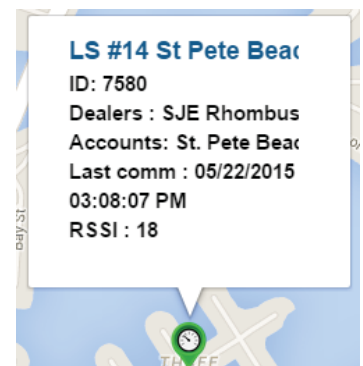 LS #14 St Pete Beac
ID: 7580
Dealers : SJE Rhombus
Accounts: St. Pete Beac
Last comm : 05/22/2015
03:08:07 PM
RSSI : 18
Bay St
THREE